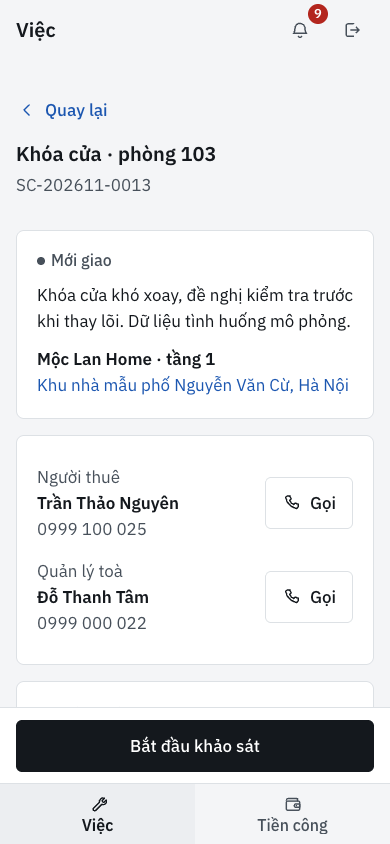 Việc
9
Quay lại
Khóa cửa · phòng 103
SC-202611-0013
Mới giao
Khóa cửa khó xoay, đề nghị kiểm tra trước
khi thay lõi. Dữ liệu tình huống mô phỏng.
Mộc Lan Home · tầng 1
Khu nhà mẫu phố Nguyễn Văn Cừ, Hà Nội
Người thuê
Trần Thảo Nguyên
0999 100 025
Gọi
Quản lý toà
Đỗ Thanh Tâm
0999 000 022
Gọi
Bắt đầu khảo sát
Việc
Tiền công